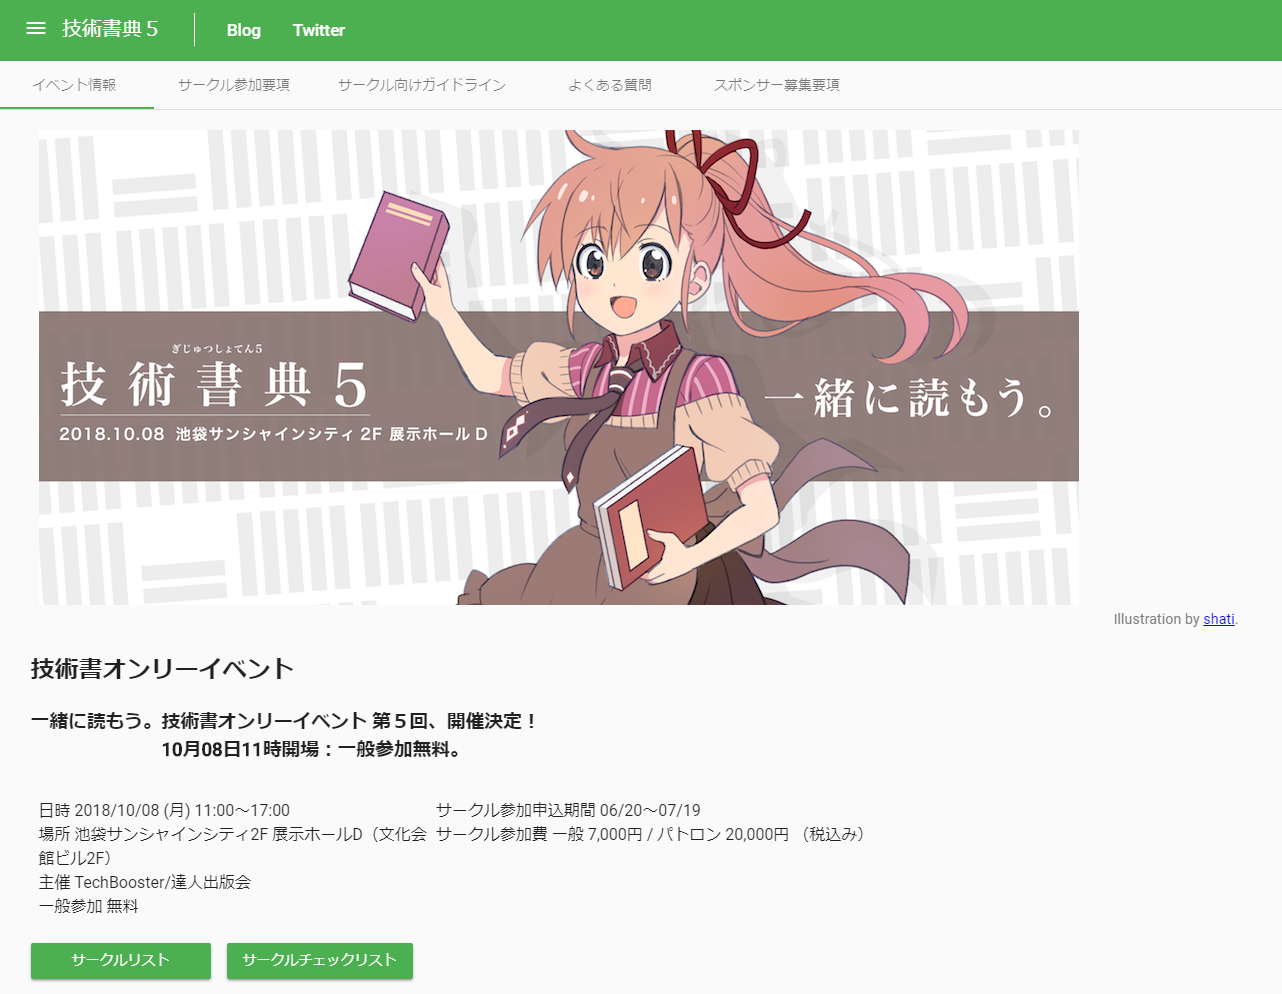 技術書典５
Blog
Twitter
イベント情報
サークル参加要項
サークル向けガイドライン
よくある質問
スポンサー募集要項
ぎじゅつしょてん5
技術書典5
2018.10.08 池袋サンシャインシティ 2F 展示ホール D
一緒に読もう。
Illustration by shati.
技術書オンリーイベント
一緒に読もう。技術書オンリーイベント 第５回、開催決定！
10月08日11時開場：一般参加無料。
日時 2018/10/08 (月) 11:00～17:00
場所 池袋サンシャインシティ2F 展示ホールD（文化会
館ビル2F）
主催 TechBooster/達人出版会
一般参加 無料
サークル参加申込期間 06/20～07/19
サークル参加費 一般 7,000円 / パトロン 20,000円 （税込み）
サークルリスト
サークルチェックリスト